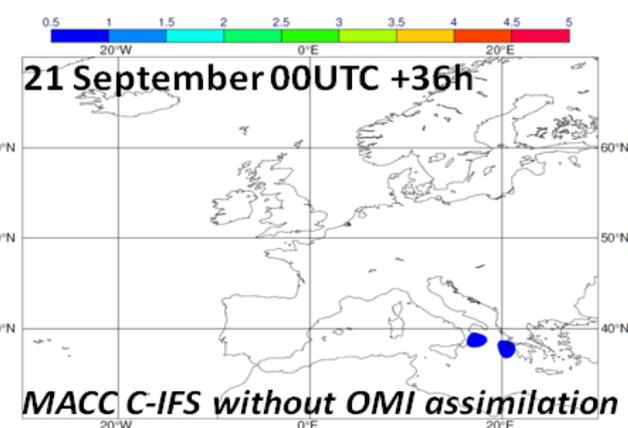 0.5 1 1.5 2 2.5 3 3.5 4 4.5 5
20°W 0°E 20°E
21 September 00UTC +36h
°N 60°N
°N 50°N
°N 40°N
MACC C-IFS without OMI assimilation
20°W 0°E 20°E